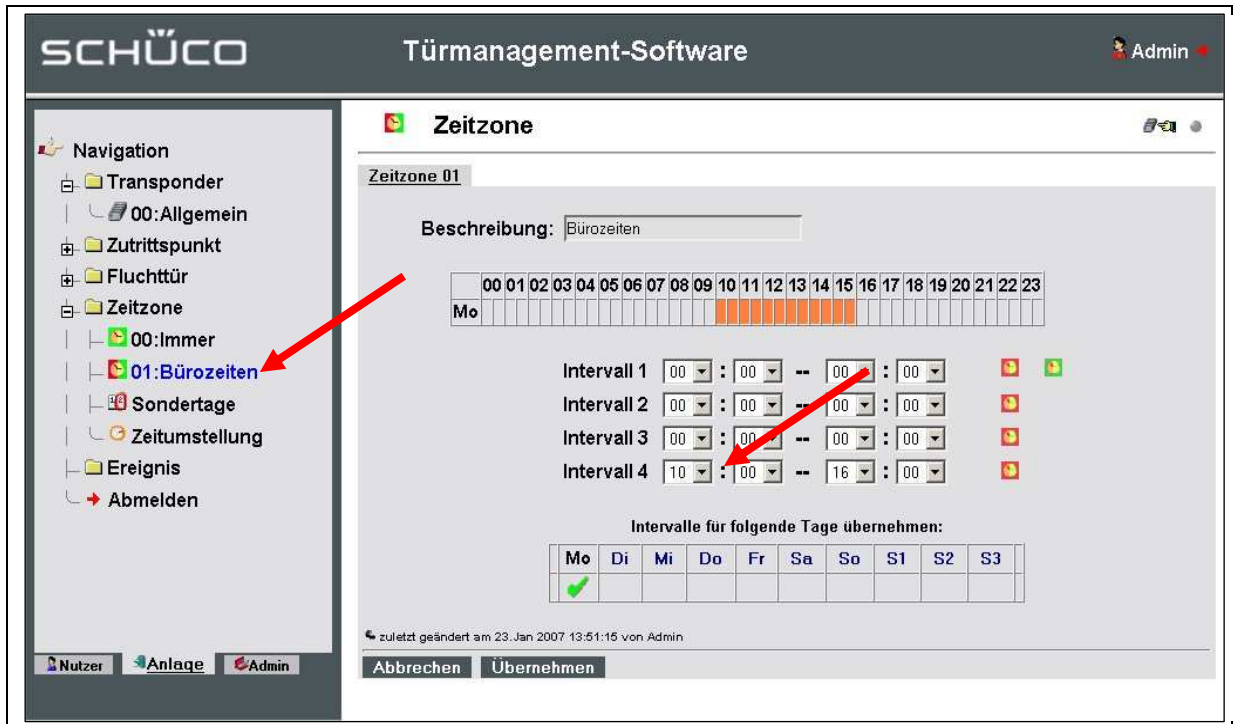 SCHÜCO Türmanagement-Software Admin
Navigation
Transponder
00:Allgemein
Zutrittspunkt
Fluchttür
Zeitzone
00:Immer
01:Bürozeiten
Sondertage
Zeitumstellung
Ereignis
Abmelden
Nutzer Anlage Admin
Zeitzone
Zeitzone 01
Beschreibung: Bürozeiten
00 01 02 03 04 05 06 07 08 09 10 11 12 13 14 15 16 17 18 19 20 21 22 23
Mo
Intervall 1 00 : 00 -- 00 : 00
Intervall 2 00 : 00 -- 00 : 00
Intervall 3 00 : 00 -- 00 : 00
Intervall 4 10 : 00 -- 16 : 00
Intervalle für folgende Tage übernehmen:
Mo Di Mi Do Fr Sa So S1 S2 S3
zuletzt geändert am 23.Jan 2007 13:51:15 von Admin
Abbrechen Übernehmen